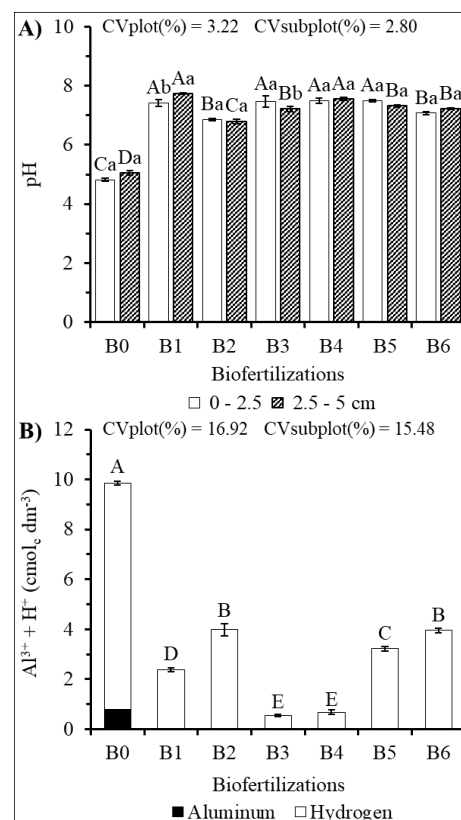 A) CVplot(%) = 3.22 CVsubplot(%) = 2.80
8
6
4
2
0
pH
Ca Da Ab Aa Ba Ca Aa Bb Aa Aa Aa Ba Ba Ba
B0 B1 B2 B3 B4 B5 B6
Biofertilizations
0 - 2.5 2.5 - 5 cm
B) CVplot(%) = 16.92 CVsubplot(%) = 15.48
12
10
8
6
4
2
0
Al³⁺ + H⁺ (cmol_c dm⁻³)
A D B E E C B
B0 B1 B2 B3 B4 B5 B6
Biofertilizations
Aluminum Hydrogen